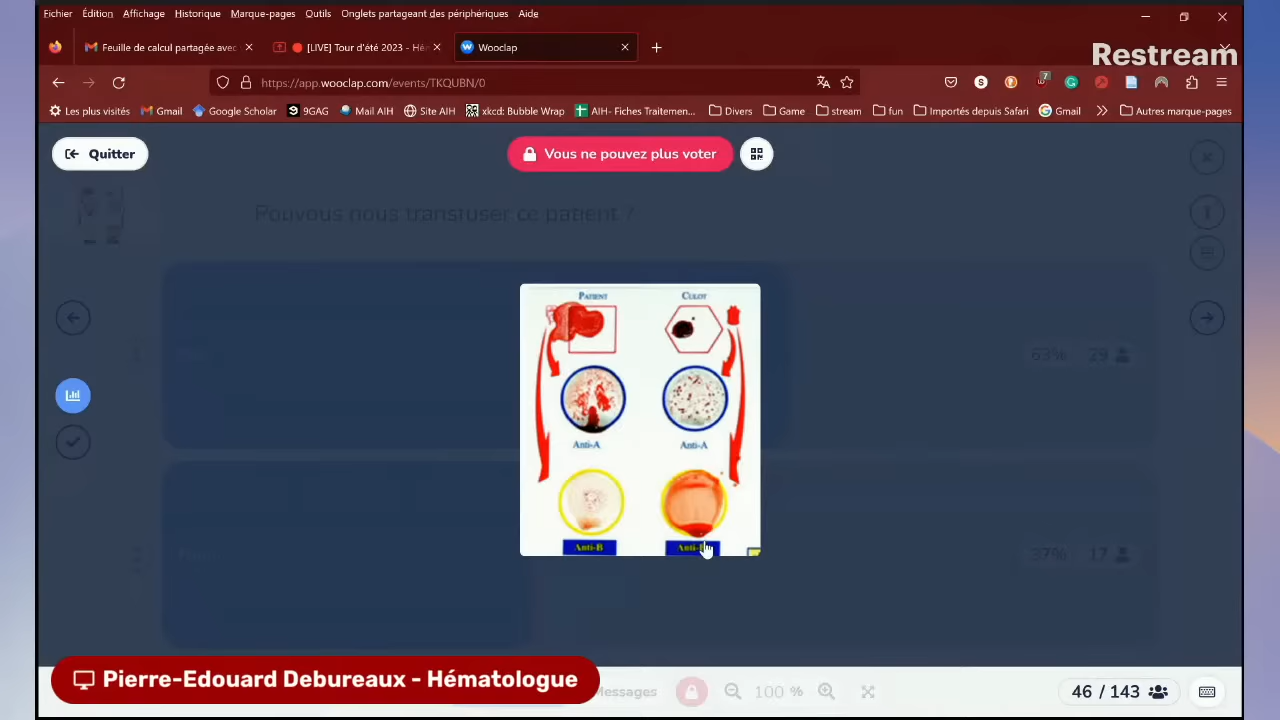 Fichier Édition Affichage Historique Marque-pages Outils Onglets partageant des périphériques Aide
Feuille de calcul partagée avec
[LIVE] Tour d'été 2023 - Hé
Wooclap
Restream
https://app.wooclap.com/events/TKQUBN/0
7
Les plus visités Gmail Google Scholar 9GAG Mail AIH Site AIH xkcd: Bubble Wrap AIH- Fiches Traitemen... Divers Game stream fun Importés depuis Safari Gmail Autres marque-pages
Quitter
Vous ne pouvez plus voter
Pouvous nous transfuser ce patient ?
PATIENT CULOT
63% 29
Anti-A Anti-A
37% 17
Anti-B
Pierre-Edouard Debureaux - Hématologue
Messages
100 %
46 / 143